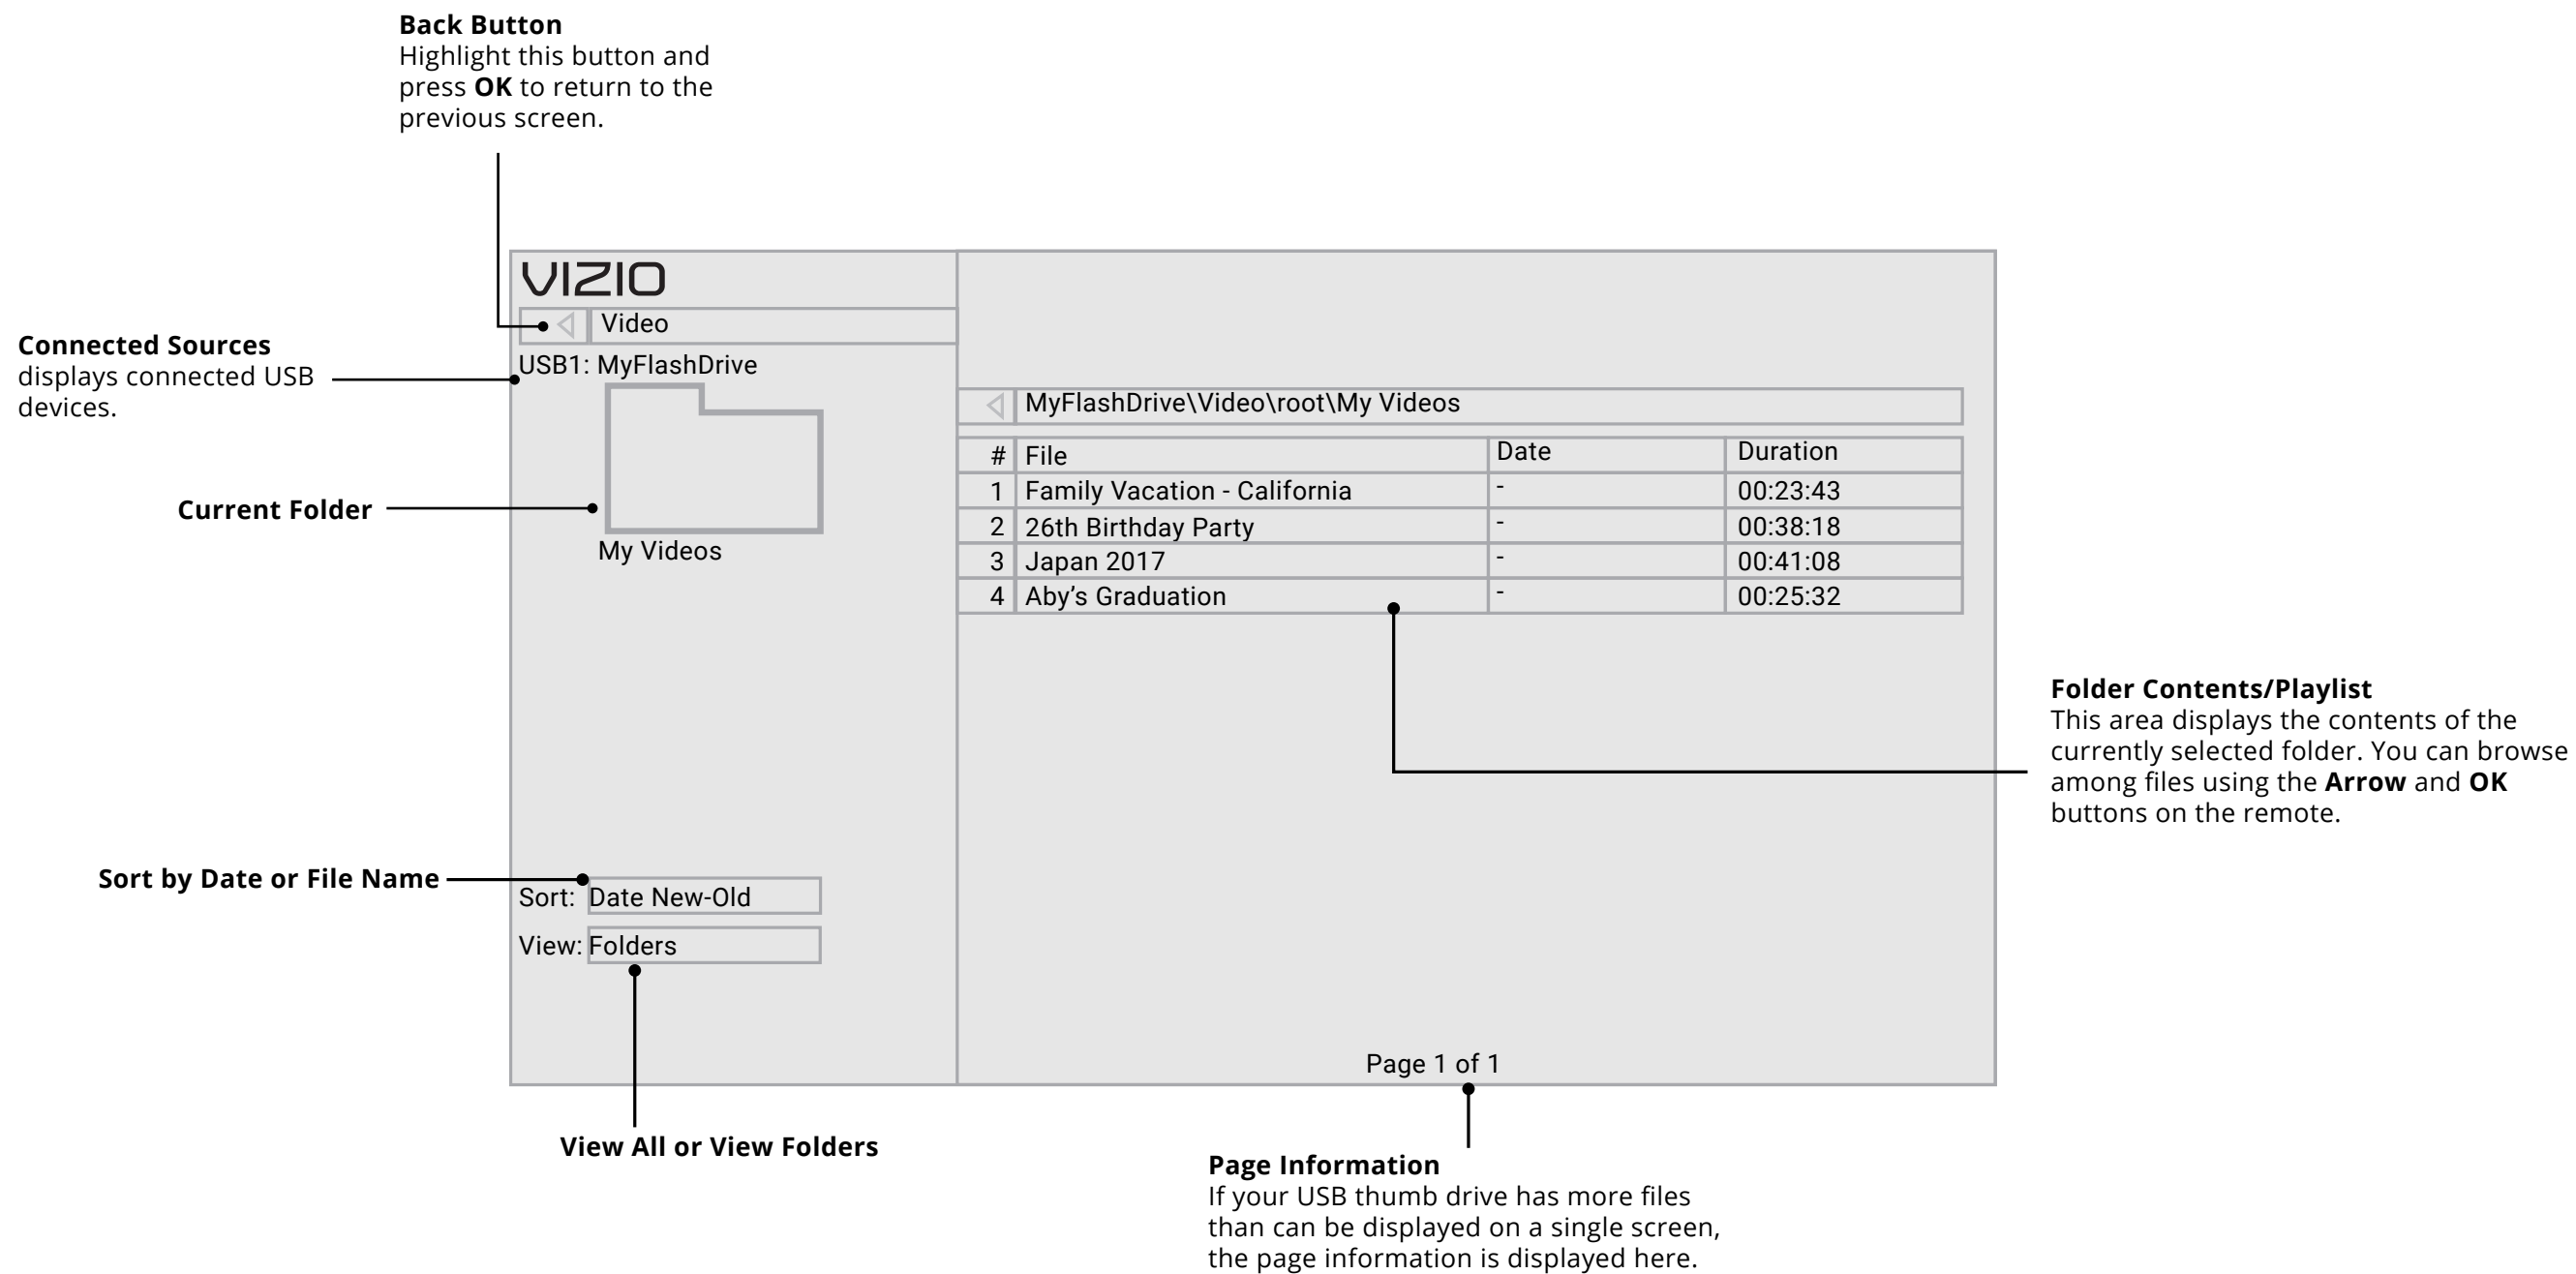 Back Button
Highlight this button and
press OK to return to the
previous screen.
VIZIO
Video
Connected Sources
displays connected USB
devices.
USB1: MyFlashDrive
Current Folder
My Videos
MyFlashDrive\Video\root\My Videos
# File Date Duration
1 Family Vacation - California - 00:23:43
2 26th Birthday Party - 00:38:18
3 Japan 2017 - 00:41:08
4 Aby’s Graduation - 00:25:32
Folder Contents/Playlist
This area displays the contents of the
currently selected folder. You can browse
among files using the Arrow and OK
buttons on the remote.
Sort by Date or File Name
Sort: Date New-Old
View: Folders
Page 1 of 1
View All or View Folders
Page Information
If your USB thumb drive has more files
than can be displayed on a single screen,
the page information is displayed here.